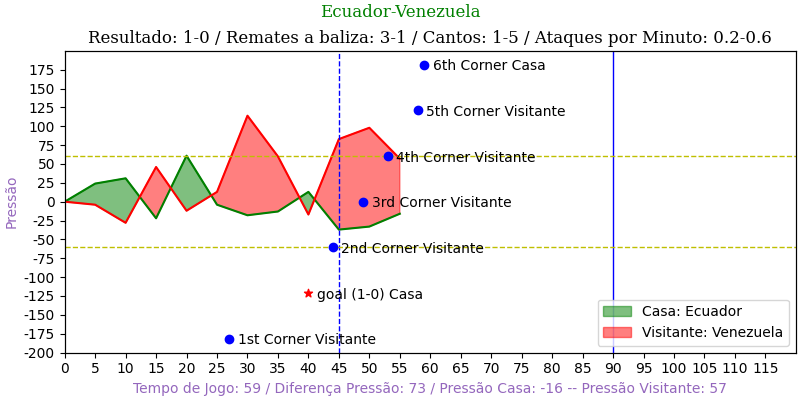 Ecuador-Venezuela
Resultado: 1-0 / Remates a baliza: 3-1 / Cantos: 1-5 / Ataques por Minuto: 0.2-0.6
Pressão
175
150
125
100
75
50
25
0
-25
-50
-75
-100
-125
-150
-175
-200
6th Corner Casa
5th Corner Visitante
4th Corner Visitante
3rd Corner Visitante
2nd Corner Visitante
goal (1-0) Casa
1st Corner Visitante
Casa: Ecuador
Visitante: Venezuela
0 5 10 15 20 25 30 35 40 45 50 55 60 65 70 75 80 85 90 95 100 105 110 115
Tempo de Jogo: 59 / Diferença Pressão: 73 / Pressão Casa: -16 -- Pressão Visitante: 57